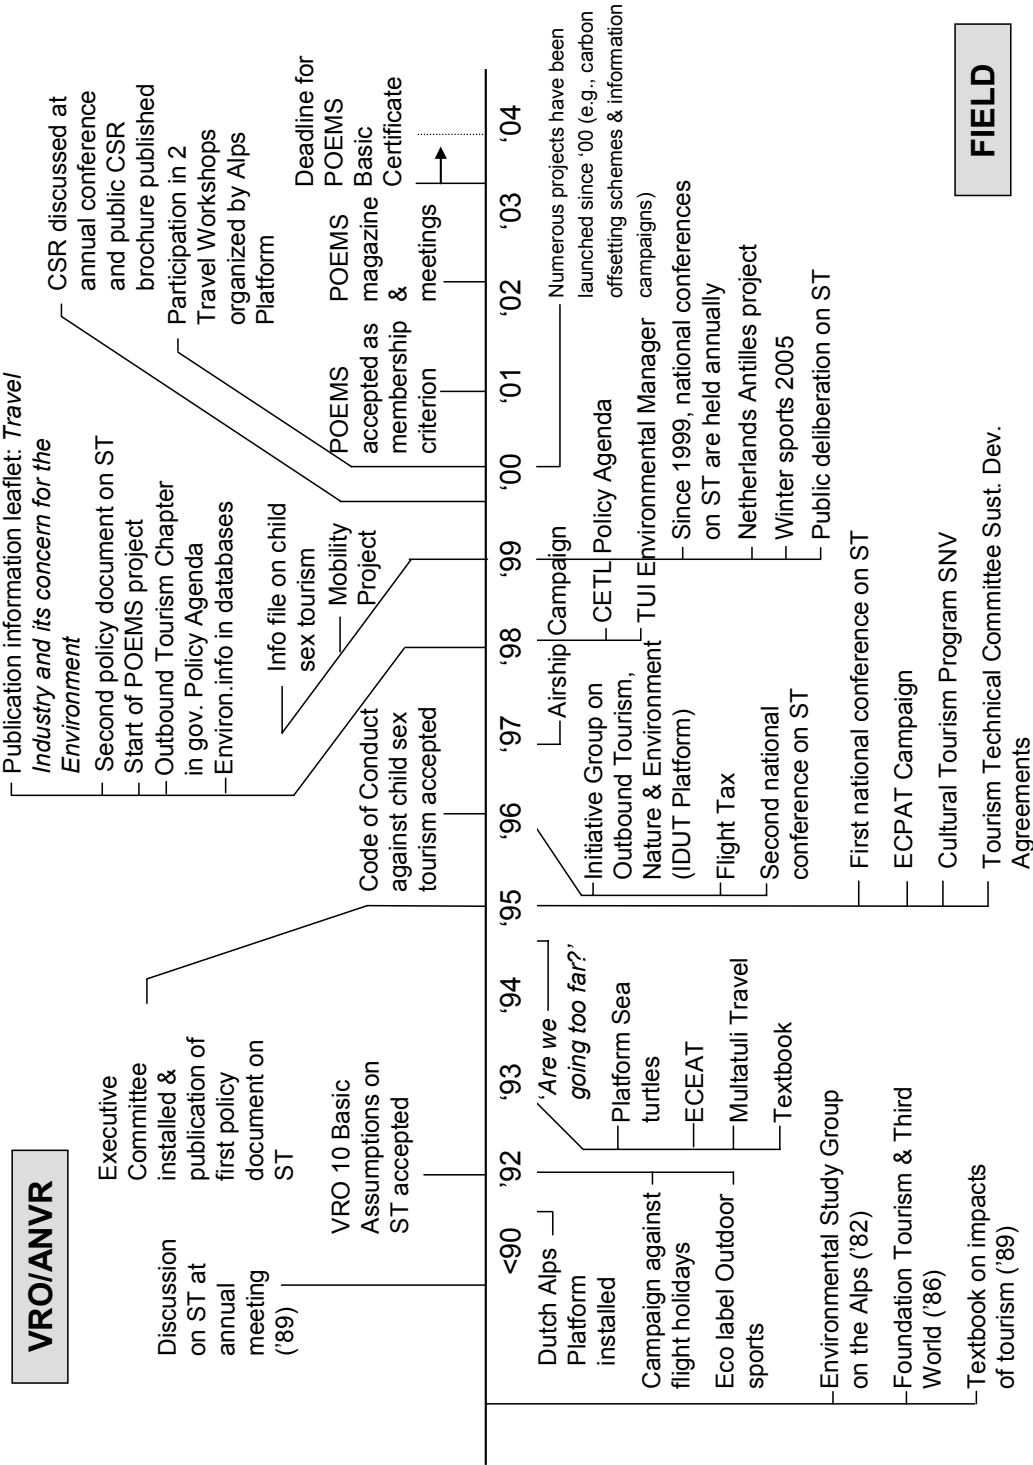 VRO/ANVR
Discussion
on ST at
annual
meeting
('89)
VRO 10 Basic
Assumptions on
ST accepted
Executive
Committee
installed &
publication of
first policy
document on
ST
Code of Conduct
against child sex
tourism accepted
Publication information leaflet: Travel
Industry and its concern for the
Environment
Second policy document on ST
Start of POEMS project
Outbound Tourism Chapter
in gov. Policy Agenda
Environ.info in databases
Info file on child
sex tourism
Mobility
Project
CSR discussed at
annual conference
and public CSR
brochure published
Participation in 2
Travel Workshops
organized by Alps
Platform
POEMS
accepted as
membership
criterion
POEMS
magazine
&
meetings
Deadline for
POEMS
Basic
Certificate
<90
'92
'93
'94
'95
'96
'97
'98
'99
'00
'01
'02
'03
'04
Dutch Alps
Platform
installed
Campaign against
flight holidays
Eco label Outdoor
sports
Environmental Study Group
on the Alps ('82)
Foundation Tourism & Third
World ('86)
Textbook on impacts
of tourism ('89)
'Are we
going too far?'
Platform Sea
turtles
ECEAT
Multatuli Travel
Textbook
Initiative Group on
Outbound Tourism,
Nature & Environment
(IDUT Platform)
Flight Tax
Second national
conference on ST
First national conference on ST
ECPAT Campaign
Cultural Tourism Program SNV
Tourism Technical Committee Sust. Dev.
Agreements
Airship Campaign
CETL Policy Agenda
TUI Environmental Manager
Since 1999, national conferences
on ST are held annually
Netherlands Antilles project
Winter sports 2005
Public deliberation on ST
Numerous projects have been
launched since '00 (e.g., carbon
offsetting schemes & information
campaigns)
FIELD